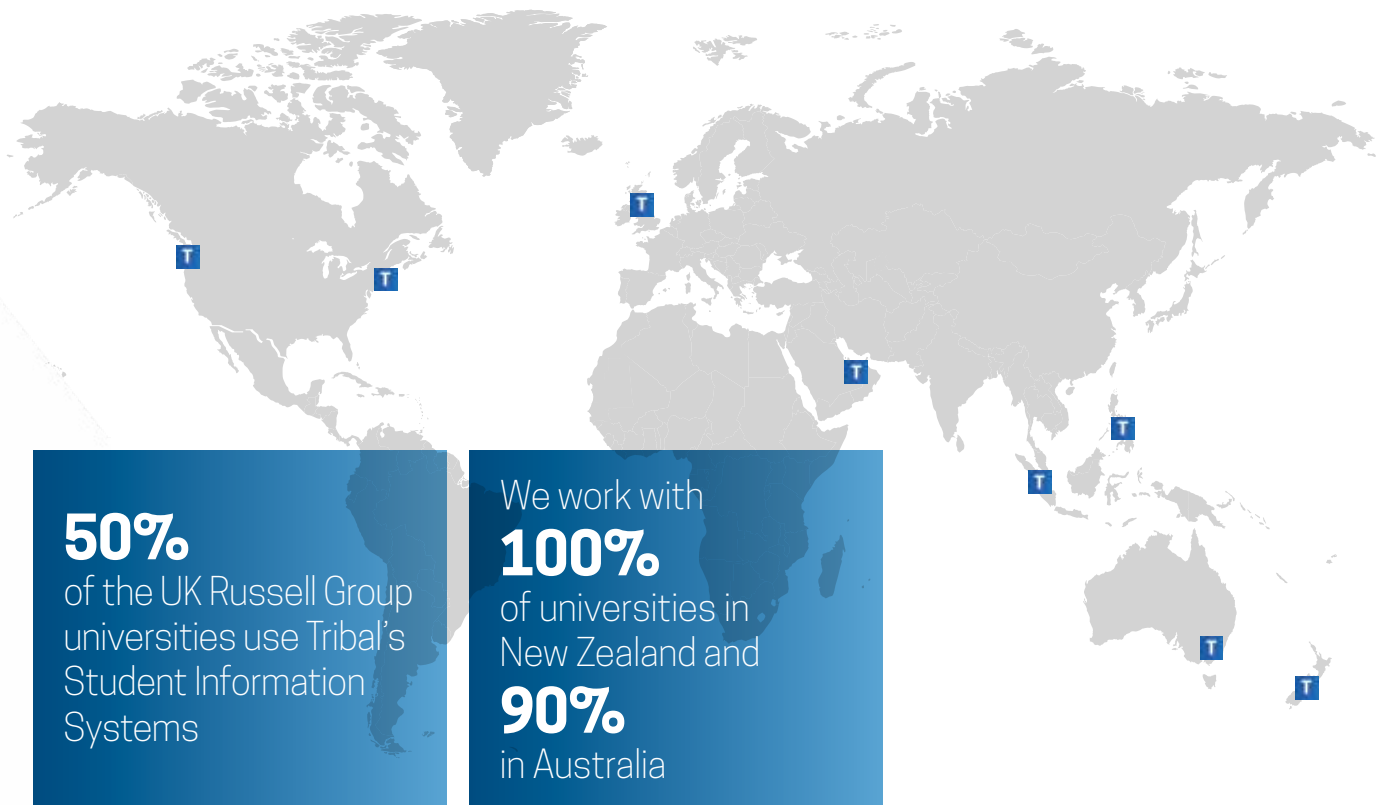 T
T
T
T
T
T
T
T
50%
of the UK Russell Group
universities use Tribal’s
Student Information
Systems
We work with
100%
of universities in
New Zealand and
90%
in Australia